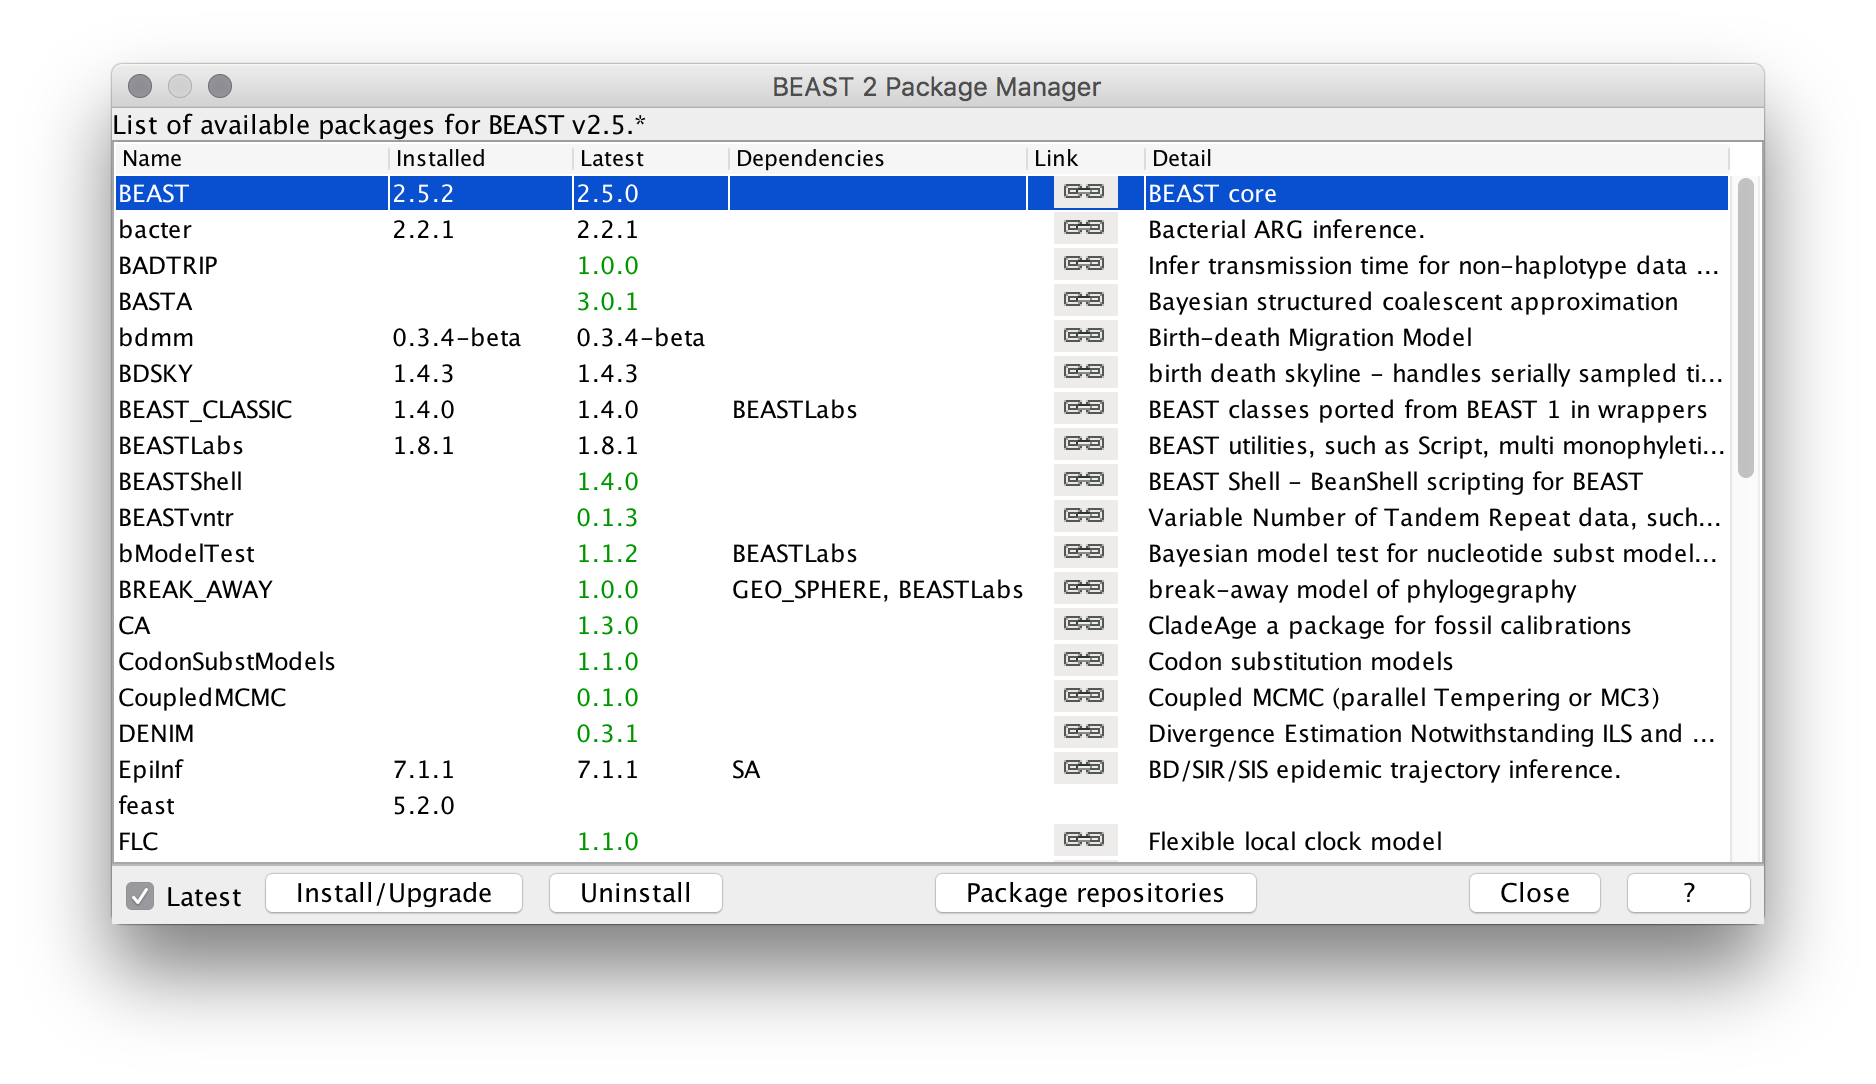 BEAST 2 Package Manager
List of available packages for BEAST v2.5.*
Name Installed Latest Dependencies Link Detail
BEAST 2.5.2 2.5.0 BEAST core
bacter 2.2.1 2.2.1 Bacterial ARG inference.
BADTRIP 1.0.0 Infer transmission time for non-haplotype data ...
BASTA 3.0.1 Bayesian structured coalescent approximation
bdmm 0.3.4-beta 0.3.4-beta Birth-death Migration Model
BDSKY 1.4.3 1.4.3 birth death skyline - handles serially sampled ti...
BEAST_CLASSIC 1.4.0 1.4.0 BEASTLabs BEAST classes ported from BEAST 1 in wrappers
BEASTLabs 1.8.1 1.8.1 BEAST utilities, such as Script, multi monophyleti...
BEASTShell 1.4.0 BEAST Shell - BeanShell scripting for BEAST
BEASTvntr 0.1.3 Variable Number of Tandem Repeat data, such...
bModelTest 1.1.2 BEASTLabs Bayesian model test for nucleotide subst model...
BREAK_AWAY 1.0.0 GEO_SPHERE, BEASTLabs break-away model of phylogegraphy
CA 1.3.0 CladeAge a package for fossil calibrations
CodonSubstModels 1.1.0 Codon substitution models
CoupledMCMC 0.1.0 Coupled MCMC (parallel Tempering or MC3)
DENIM 0.3.1 Divergence Estimation Notwithstanding ILS and ...
EpiInf 7.1.1 7.1.1 SA BD/SIR/SIS epidemic trajectory inference.
feast 5.2.0
FLC 1.1.0 Flexible local clock model
Latest Install/Upgrade Uninstall Package repositories Close ?